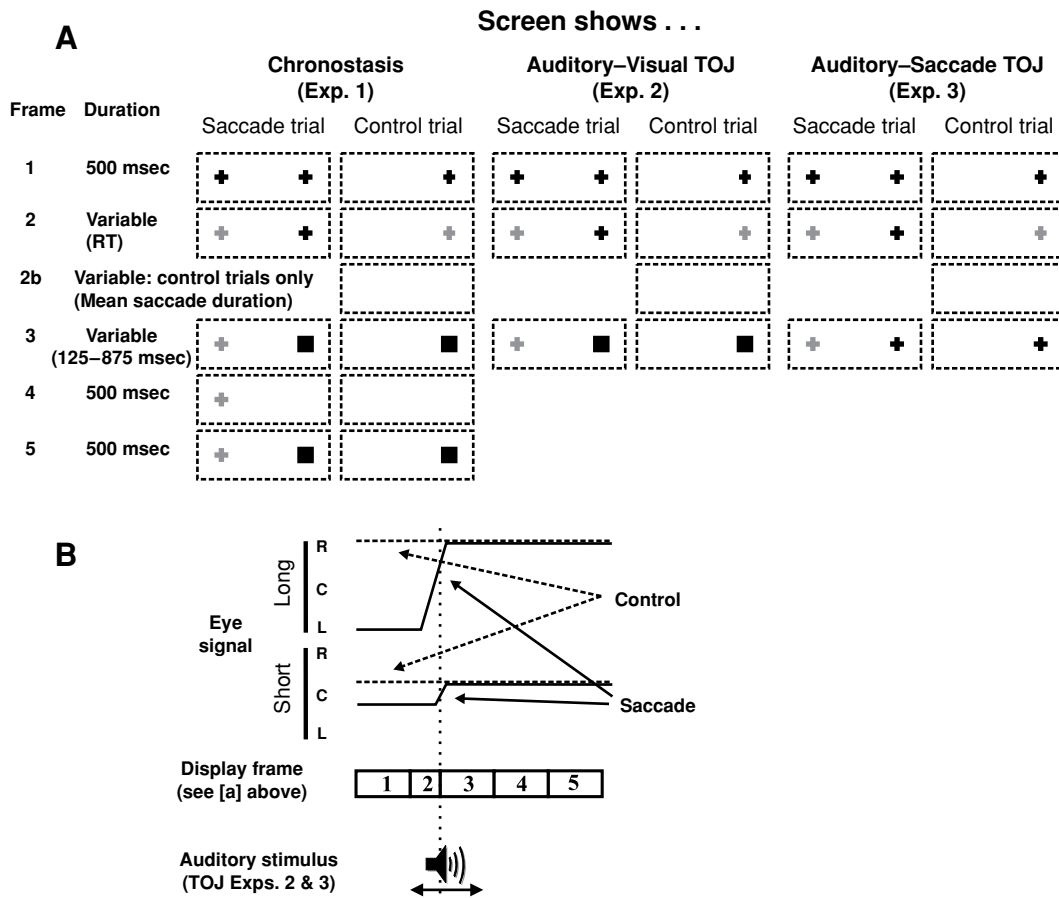 Screen shows . . .
A
Chronostasis
(Exp. 1)
Auditory–Visual TOJ
(Exp. 2)
Auditory–Saccade TOJ
(Exp. 3)
Frame Duration
Saccade trial Control trial Saccade trial Control trial Saccade trial Control trial
1 500 msec
2 Variable
(RT)
2b Variable: control trials only
(Mean saccade duration)
3 Variable
(125–875 msec)
4 500 msec
5 500 msec
B
Eye
signal
Long
R
C
L
Short
R
C
L
Control
Saccade
Display frame
(see [a] above)
1 2 3 4 5
Auditory stimulus
(TOJ Exps. 2 & 3)